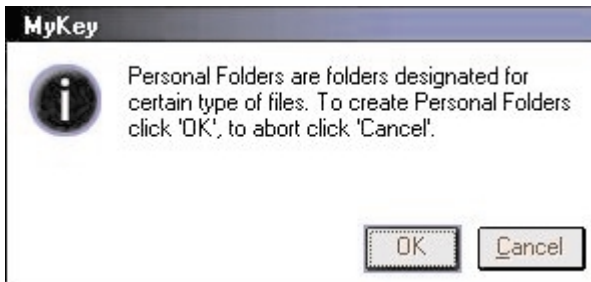 MyKey
Personal Folders are folders designated for
certain type of files. To create Personal Folders
click 'OK', to abort click 'Cancel'.
OK
Cancel